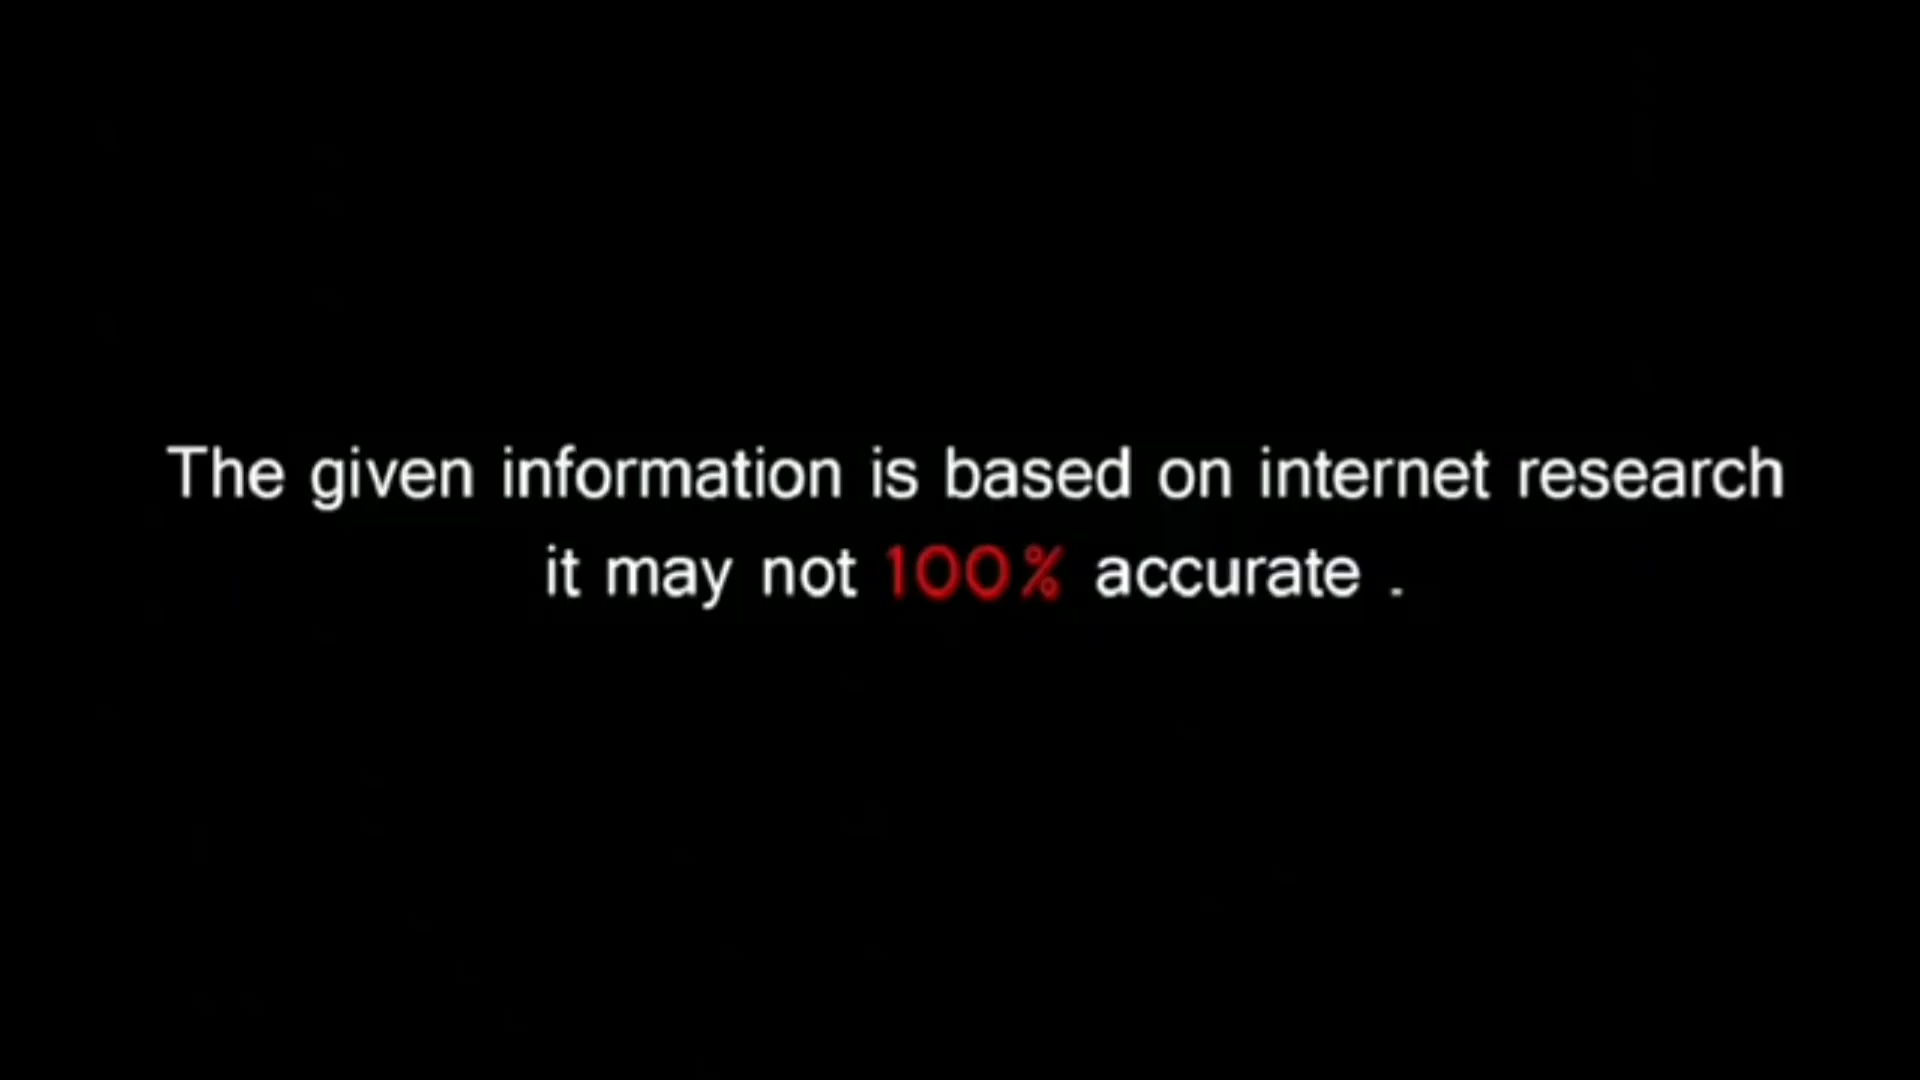 The given information is based on internet research
it may not 100% accurate .